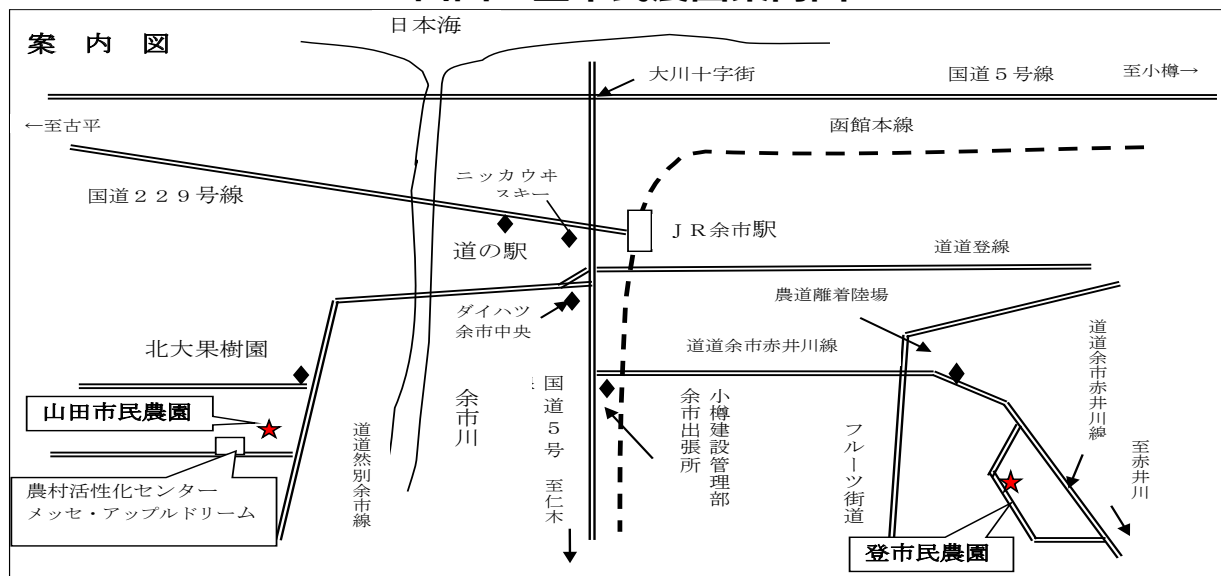 日本海
案 内 図
大川十字街
国道5号線
至小樽→
←至古平
函館本線
ニッカウヰ
スキー
国道229号線
JR余市駅
道の駅
道道登線
農道離着陸場
ダイハツ
余市中央
道道余市赤井川線
北大果樹園
道道余市赤井川線
山田市民農園
余市川
国道5号 至仁木
小樽建設管理部
余市出張所
フルーツ街道
至赤井川
道道然別余市線
農村活性化センター
メッセ・アップルドリーム
登市民農園